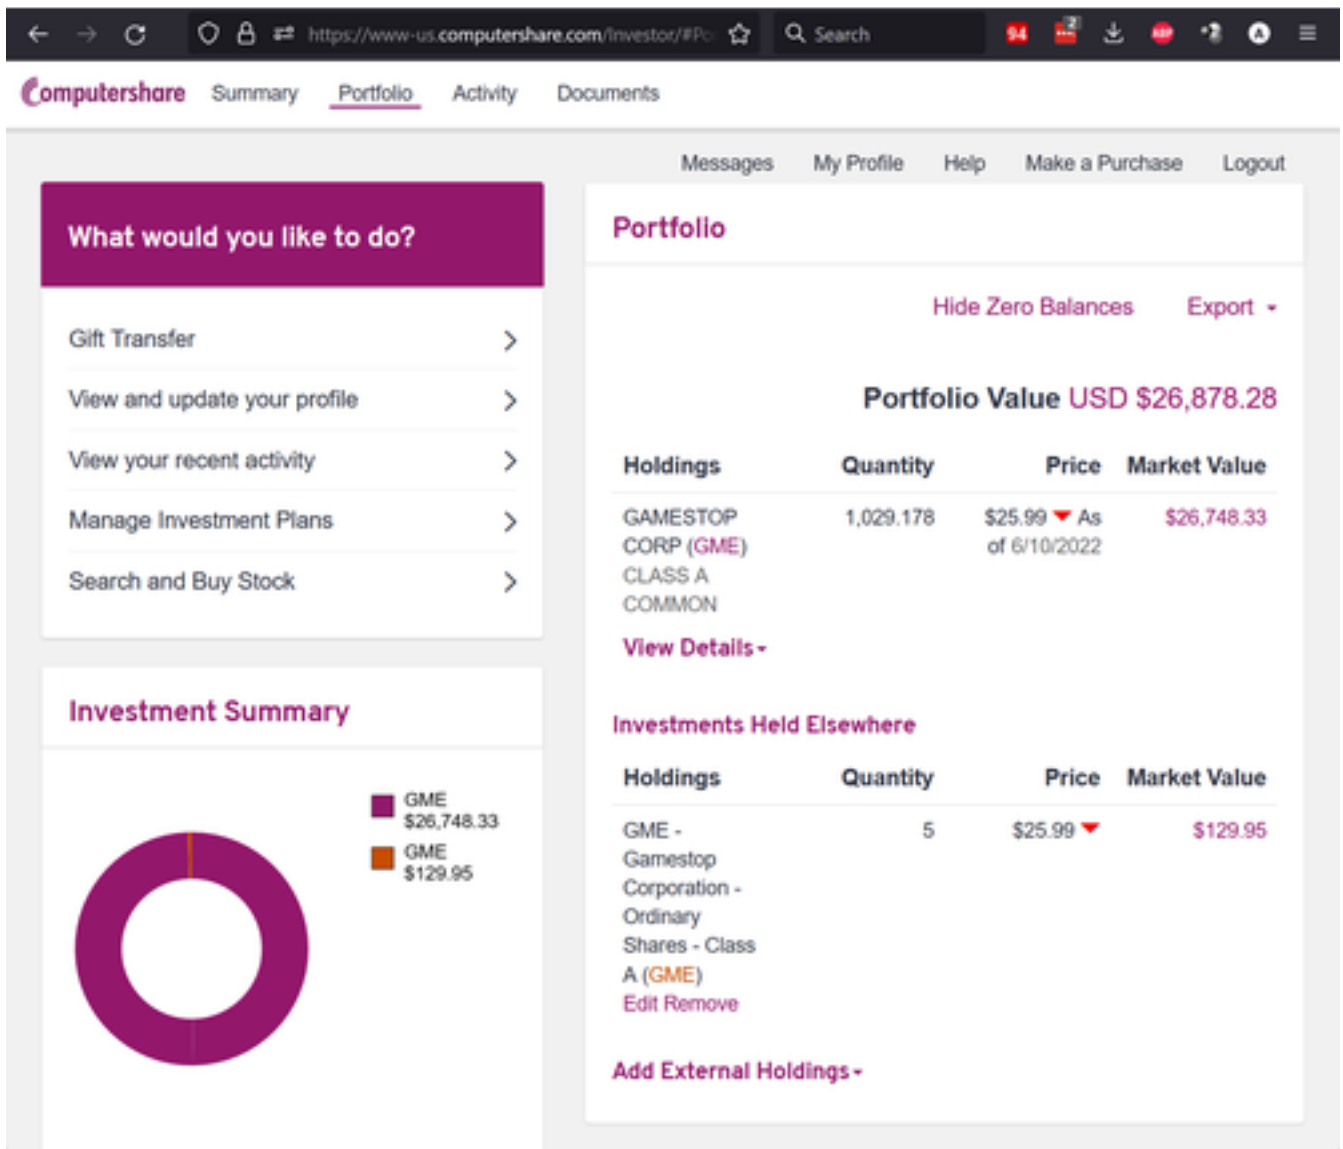 https://www-us.computershare.com/Investor/#Po
Search
94
2
ABP
A
Computershare Summary Portfolio Activity Documents
Messages My Profile Help Make a Purchase Logout
What would you like to do?
Gift Transfer
View and update your profile
View your recent activity
Manage Investment Plans
Search and Buy Stock
Investment Summary
GME
$26,748.33
GME
$129.95
Portfolio
Hide Zero Balances Export
Portfolio Value USD $26,878.28
Holdings Quantity Price Market Value
GAMESTOP 1,029.178 $25.99 As $26,748.33
CORP (GME) of 6/10/2022
CLASS A
COMMON
View Details
Investments Held Elsewhere
Holdings Quantity Price Market Value
GME - 5 $25.99 $129.95
Gamestop
Corporation -
Ordinary
Shares - Class
A (GME)
Edit Remove
Add External Holdings